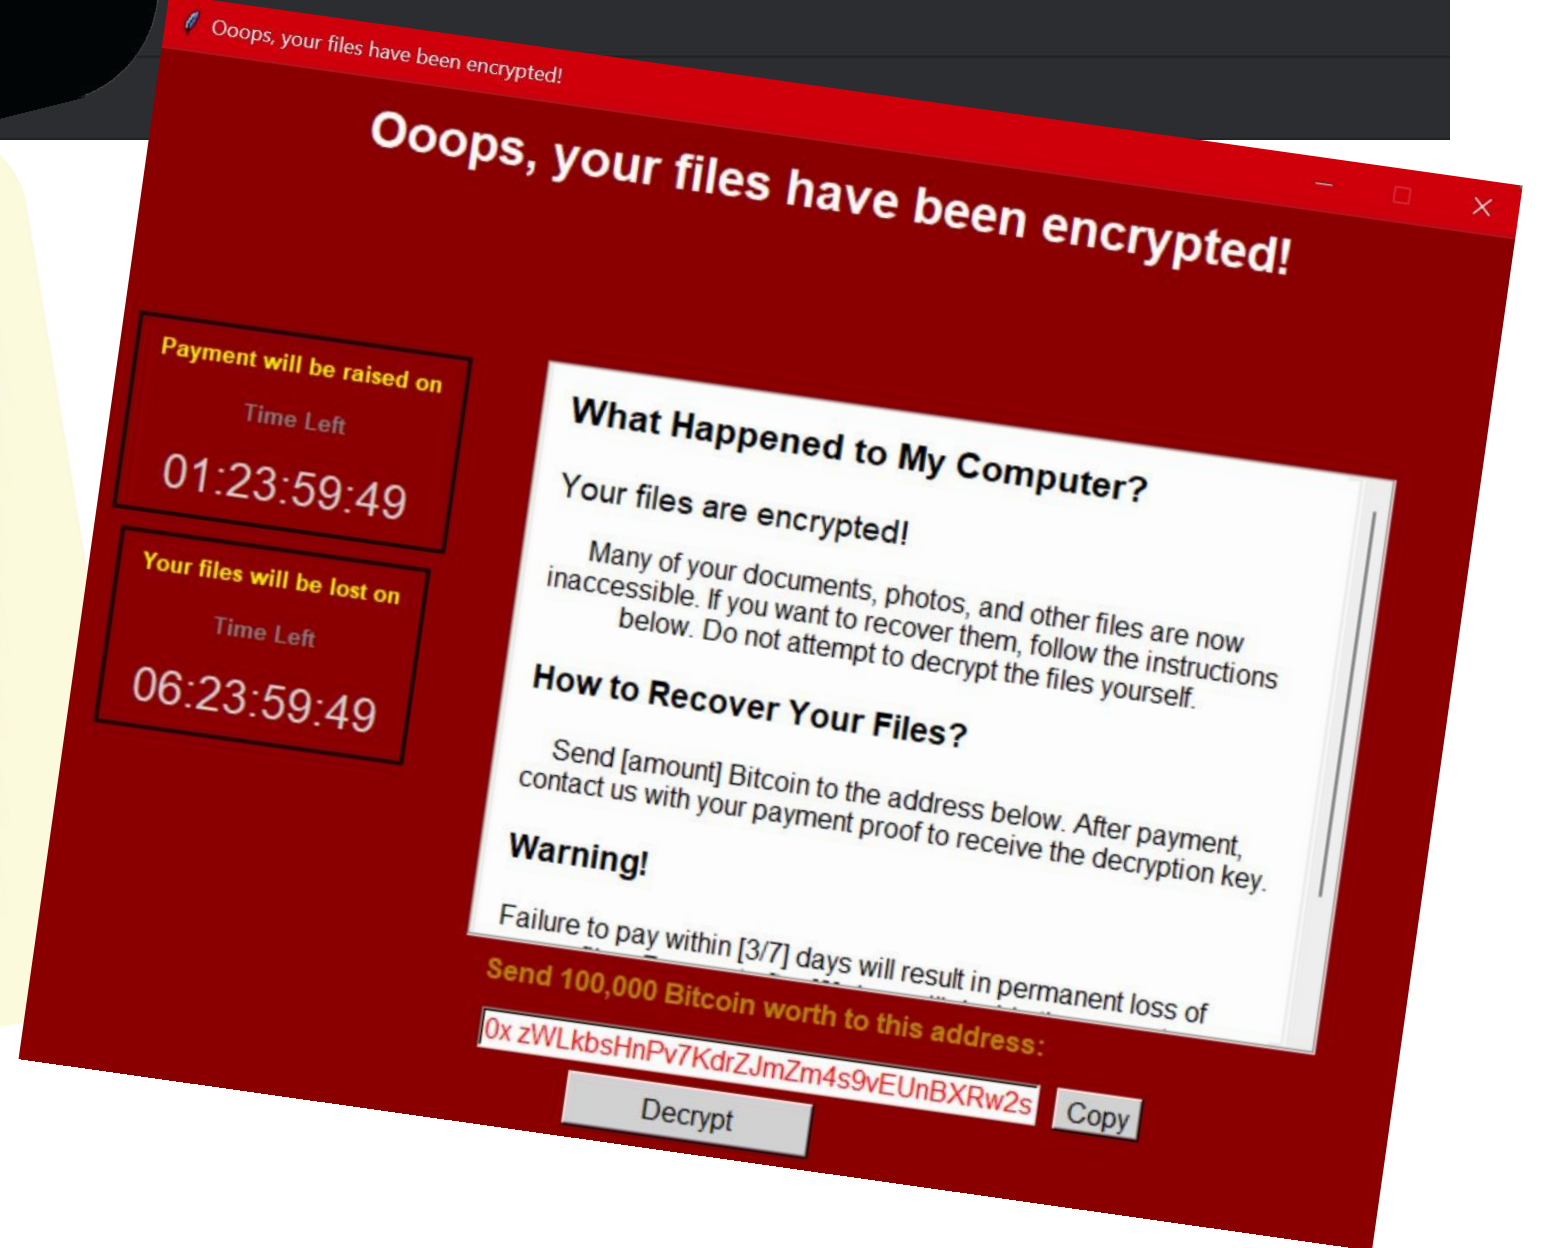 Ooops, your files have been encrypted!
Ooops, your files have been encrypted!
Payment will be raised on
Time Left
01:23:59:49
Your files will be lost on
Time Left
06:23:59:49
What Happened to My Computer?
Your files are encrypted!
Many of your documents, photos, and other files are now
inaccessible. If you want to recover them, follow the instructions
below. Do not attempt to decrypt the files yourself.
How to Recover Your Files?
Send [amount] Bitcoin to the address below. After payment,
contact us with your payment proof to receive the decryption key.
Warning!
Failure to pay within [3/7] days will result in permanent loss of
Send 100,000 Bitcoin worth to this address:
0x zWLkbsHnPv7KdrZJmZm4s9vEUnBXRw2s
Copy
Decrypt